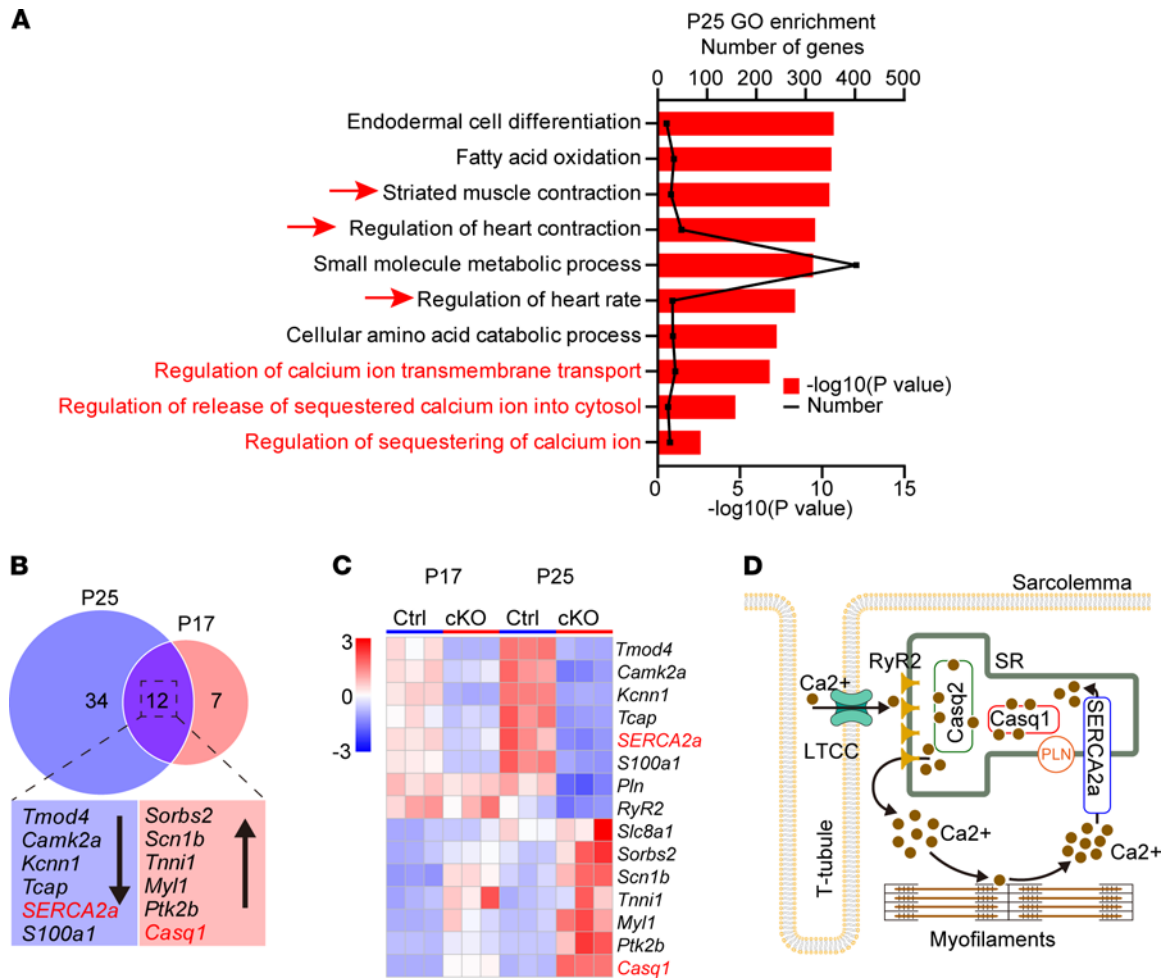 A
P25 GO enrichment
Number of genes
0 100 200 300 400 500
Endodermal cell differentiation
Fatty acid oxidation
Striated muscle contraction
Regulation of heart contraction
Small molecule metabolic process
Regulation of heart rate
Cellular amino acid catabolic process
Regulation of calcium ion transmembrane transport
Regulation of release of sequestered calcium ion into cytosol
Regulation of sequestering of calcium ion
-log10(P value)
Number
0 5 10 15
-log10(P value)
B
P25
P17
34 12 7
Tmod4
Camk2a
Kcnn1
Tcap
SERCA2a
S100a1
Sorbs2
Scn1b
Tnni1
Myl1
Ptk2b
Casq1
C
P17 P25
Ctrl cKO Ctrl cKO
3
0
-3
Tmod4
Camk2a
Kcnn1
Tcap
SERCA2a
S100a1
Pln
RyR2
Slc8a1
Sorbs2
Scn1b
Tnni1
Myl1
Ptk2b
Casq1
D
Sarcolemma
RyR2
SR
Ca2+
LTCC
Casq2
Casq1
PLN
SERCA2a
T-tubule
Ca2+
Ca2+
Myofilaments